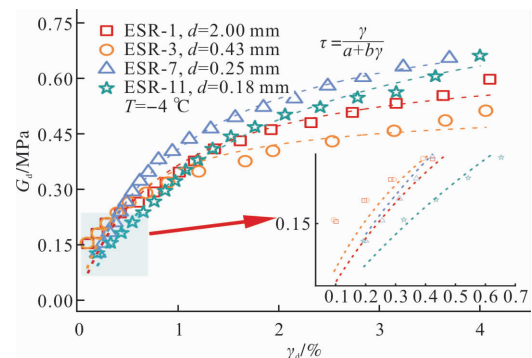 ESR-1, d=2.00 mm
ESR-3, d=0.43 mm
ESR-7, d=0.25 mm
ESR-11, d=0.18 mm
T=−4 ℃
τ=γ/(a+bγ)
G_d/MPa
0.75
0.60
0.45
0.30
0.15
0.00
0 1 2 3 4 5
γ_d/%
0.15
0.1 0.2 0.3 0.4 0.5 0.6 0.7